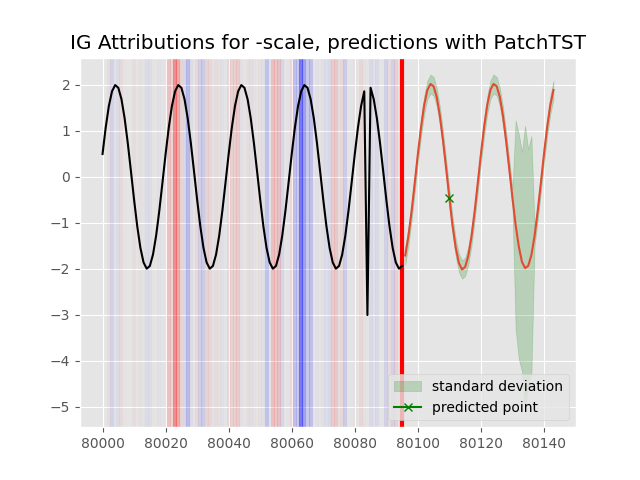 IG Attributions for -scale, predictions with PatchTST
2
1
0
−1
−2
−3
−4
−5
standard deviation
predicted point
80000 80020 80040 80060 80080 80100 80120 80140